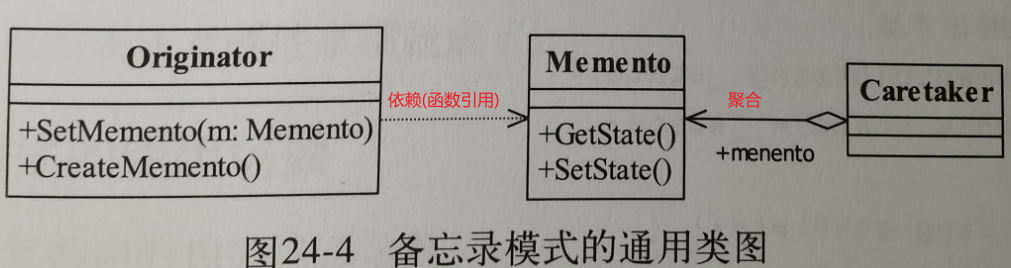 Originator
+SetMemento(m: Memento)
+CreateMemento()
依赖(函数引用)
Memento
+GetState()
+SetState()
聚合
+menento
Caretaker
图24-4 备忘录模式的通用类图